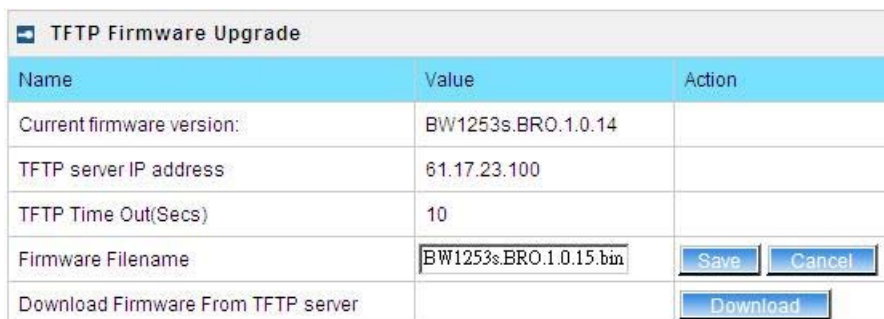 TFTP Firmware Upgrade
Name Value Action
Current firmware version: BW1253s.BRO.1.0.14
TFTP server IP address 61.17.23.100
TFTP Time Out(Secs) 10
Firmware Filename BW1253s.BRO.1.0.15.bin Save Cancel
Download Firmware From TFTP server Download